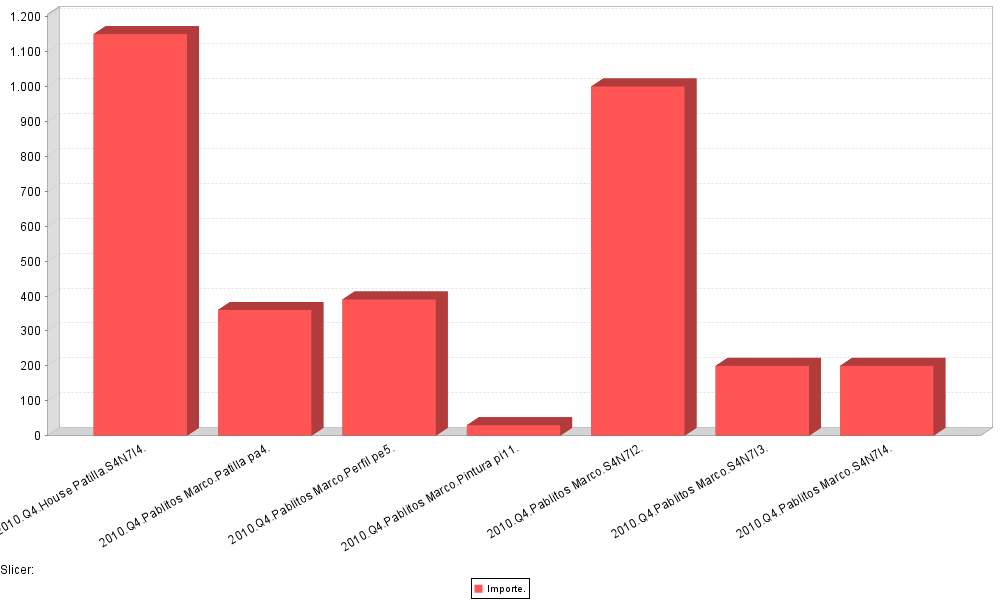 1.200
1.100
1.000
900
800
700
600
500
400
300
200
100
0
2010.Q4.House Patilla.S4N7I4.
2010.Q4.Pablitos Marco.Patilla pa4.
2010.Q4.Pablitos Marco.Perfil pe5.
2010.Q4.Pablitos Marco.Pintura pi11.
2010.Q4.Pablitos Marco.S4N7I2.
2010.Q4.Pablitos Marco.S4N7I3.
2010.Q4.Pablitos Marco.S4N7I4.
Slicer:
Importe.